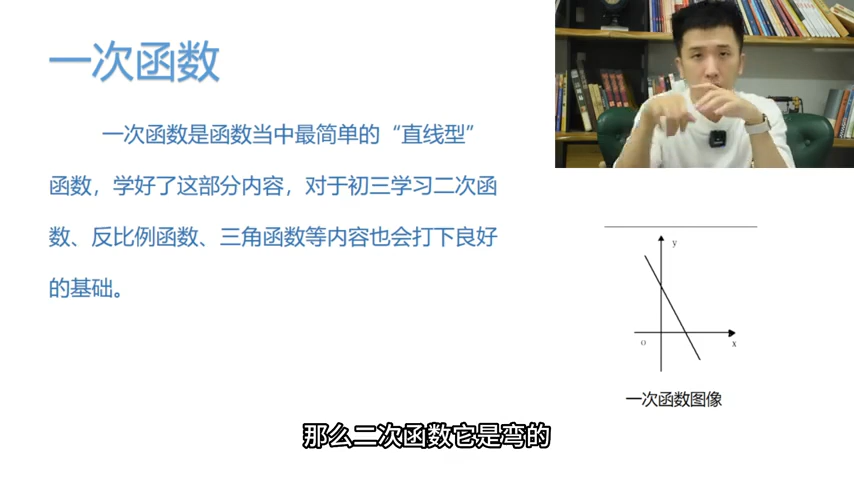 一次函数
一次函数是函数当中最简单的“直线型”
函数，学好了这部分内容，对于初三学习二次函
数、反比例函数、三角函数等内容也会打下良好
的基础。
y
O
x
一次函数图像
那么二次函数它是弯的